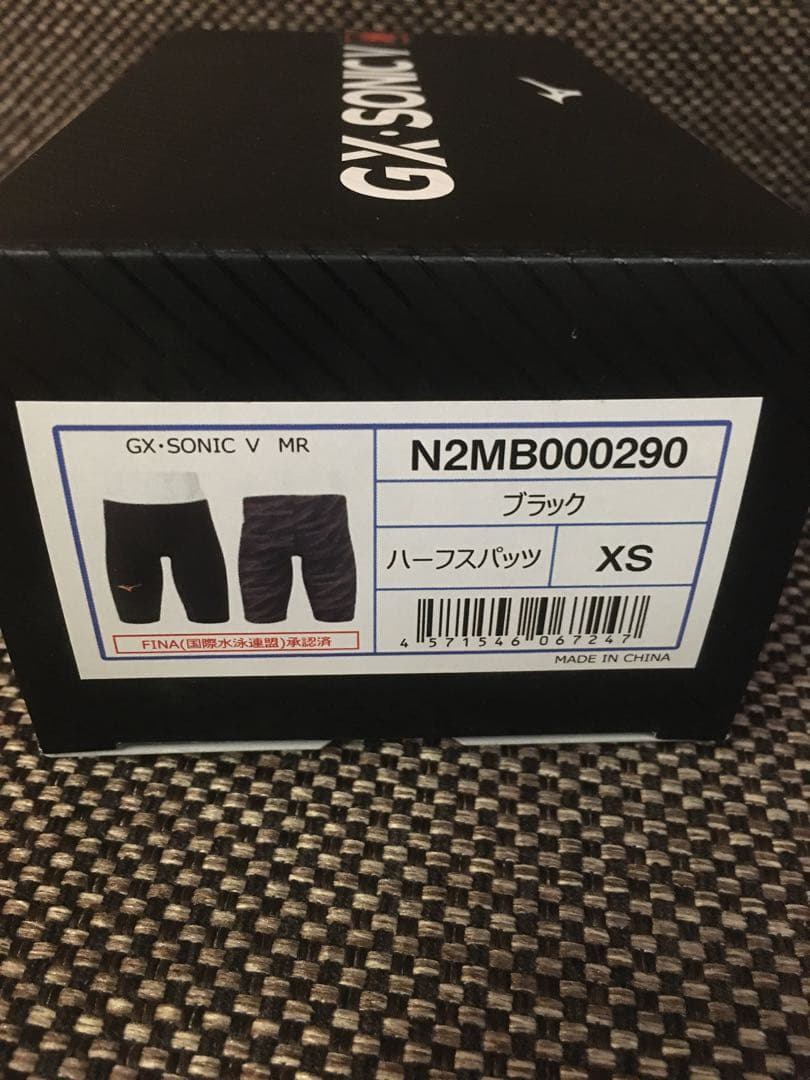 GX·SONIC V
GX·SONIC V MR
N2MB000290
ブラック
ハーフスパッツ
XS
FINA(国際水泳連盟)承認済
4 571546 067247
MADE IN CHINA